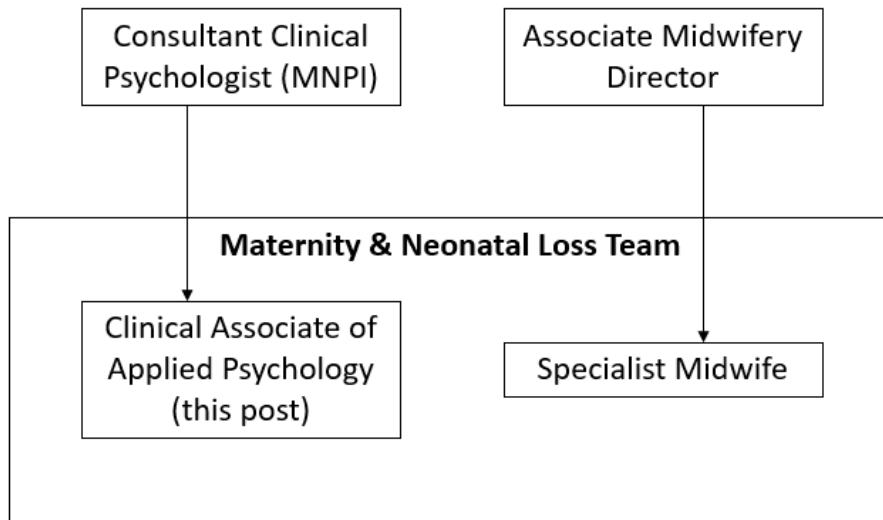 Consultant Clinical
Psychologist (MNPI)
Associate Midwifery
Director
Maternity & Neonatal Loss Team
Clinical Associate of
Applied Psychology
(this post)
Specialist Midwife